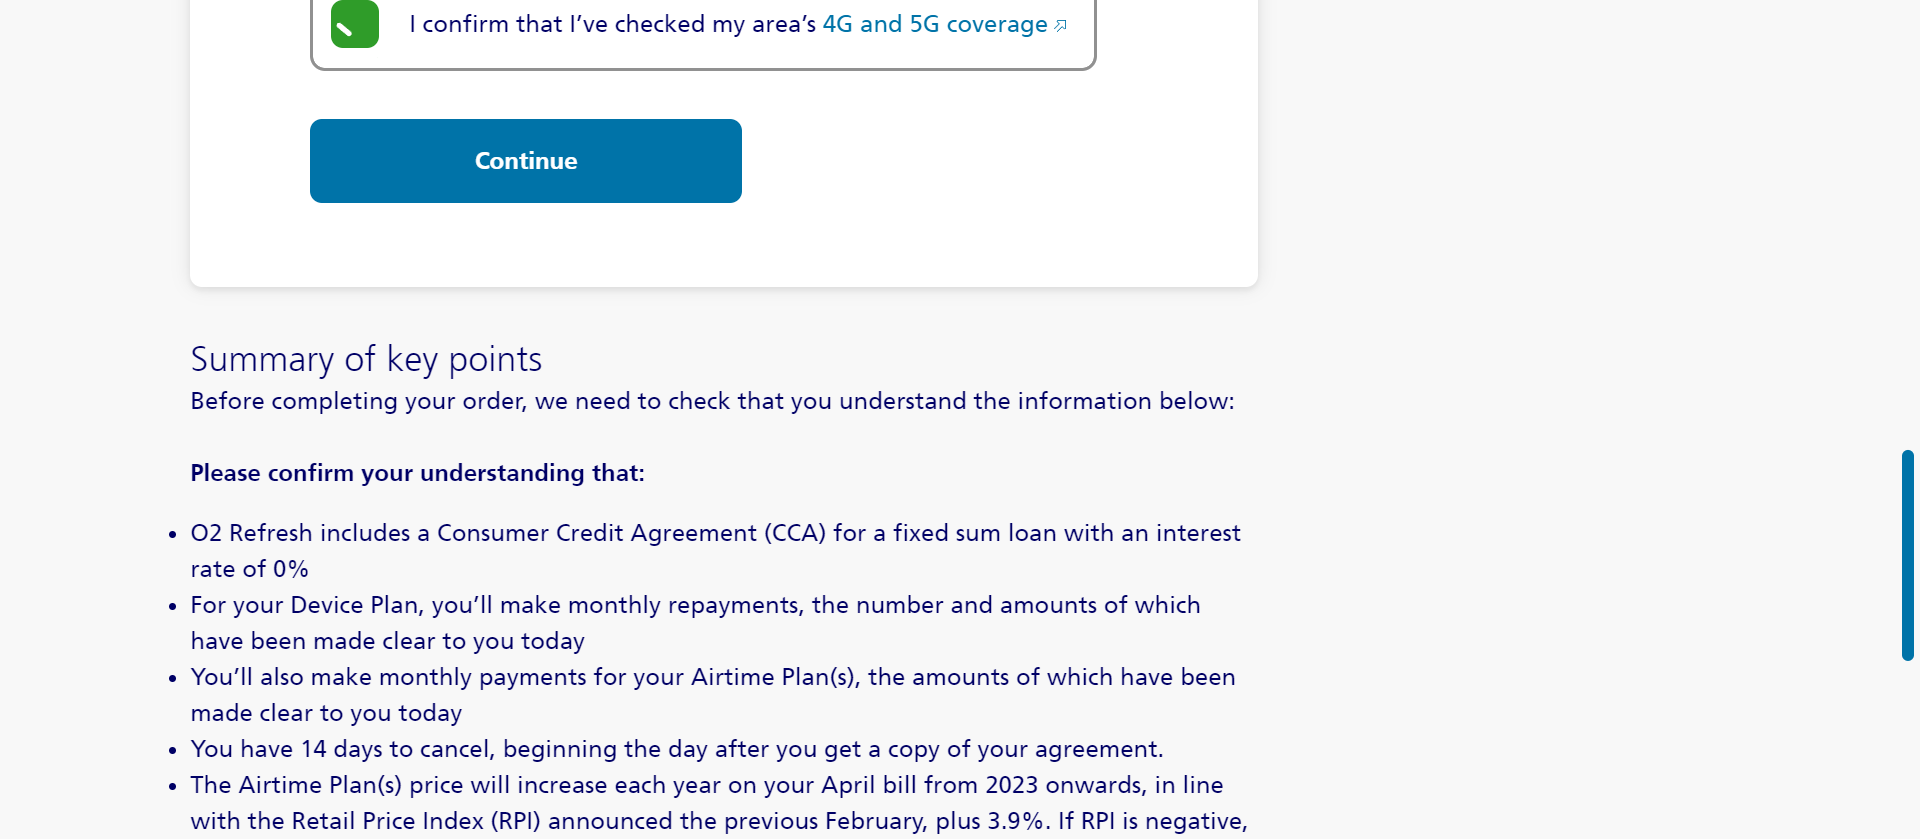 I confirm that I’ve checked my area’s 4G and 5G coverage
Continue
Summary of key points
Before completing your order, we need to check that you understand the information below:
Please confirm your understanding that:
• O2 Refresh includes a Consumer Credit Agreement (CCA) for a fixed sum loan with an interest
rate of 0%
• For your Device Plan, you’ll make monthly repayments, the number and amounts of which
have been made clear to you today
• You’ll also make monthly payments for your Airtime Plan(s), the amounts of which have been
made clear to you today
• You have 14 days to cancel, beginning the day after you get a copy of your agreement.
• The Airtime Plan(s) price will increase each year on your April bill from 2023 onwards, in line
with the Retail Price Index (RPI) announced the previous February, plus 3.9%. If RPI is negative,